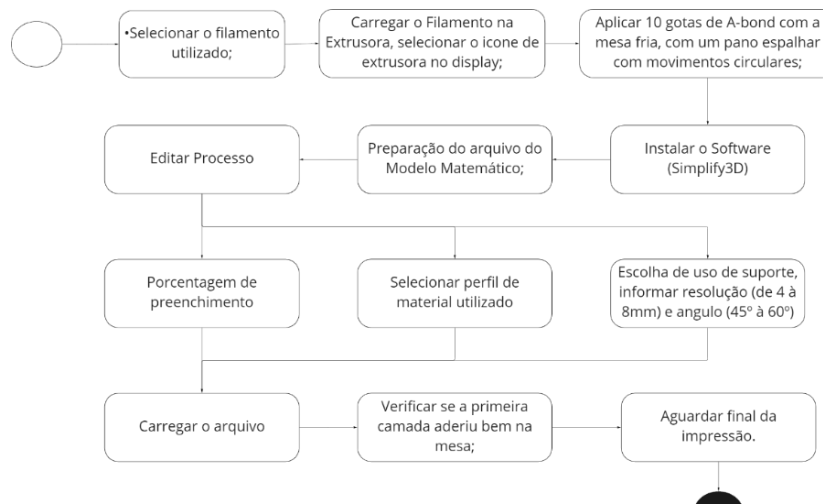 •Selecionar o filamento
utilizado;
Carregar o Filamento na
Extrusora, selecionar o icone de
extrusora no display;
Aplicar 10 gotas de A-bond com a
mesa fria, com um pano espalhar
com movimentos circulares;
Editar Processo
Preparação do arquivo do
Modelo Matemático;
Instalar o Software
(Simplify3D)
Porcentagem de
preenchimento
Selecionar perfil de
material utilizado
Escolha de uso de suporte,
informar resolução (de 4 à
8mm) e angulo (45º à 60º)
Carregar o arquivo
Verificar se a primeira
camada aderiu bem na
mesa;
Aguardar final da
impressão.